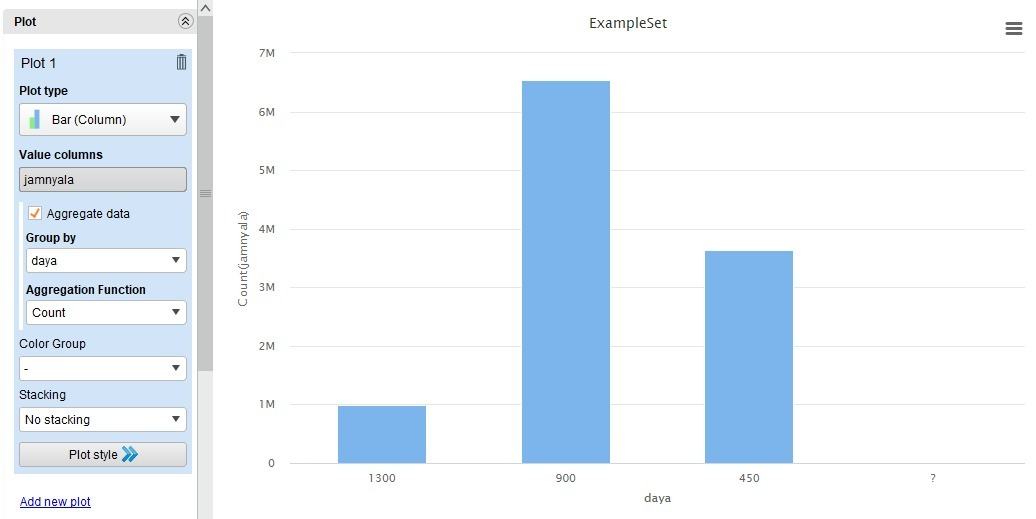 Plot
Plot 1
Plot type
Bar (Column)
Value columns
jamnyala
Aggregate data
Group by
daya
Aggregation Function
Count
Color Group
-
Stacking
No stacking
Plot style
Add new plot
ExampleSet
7M
6M
5M
4M
3M
2M
1M
0
Count(jamnyala)
1300 900 450 ?
daya